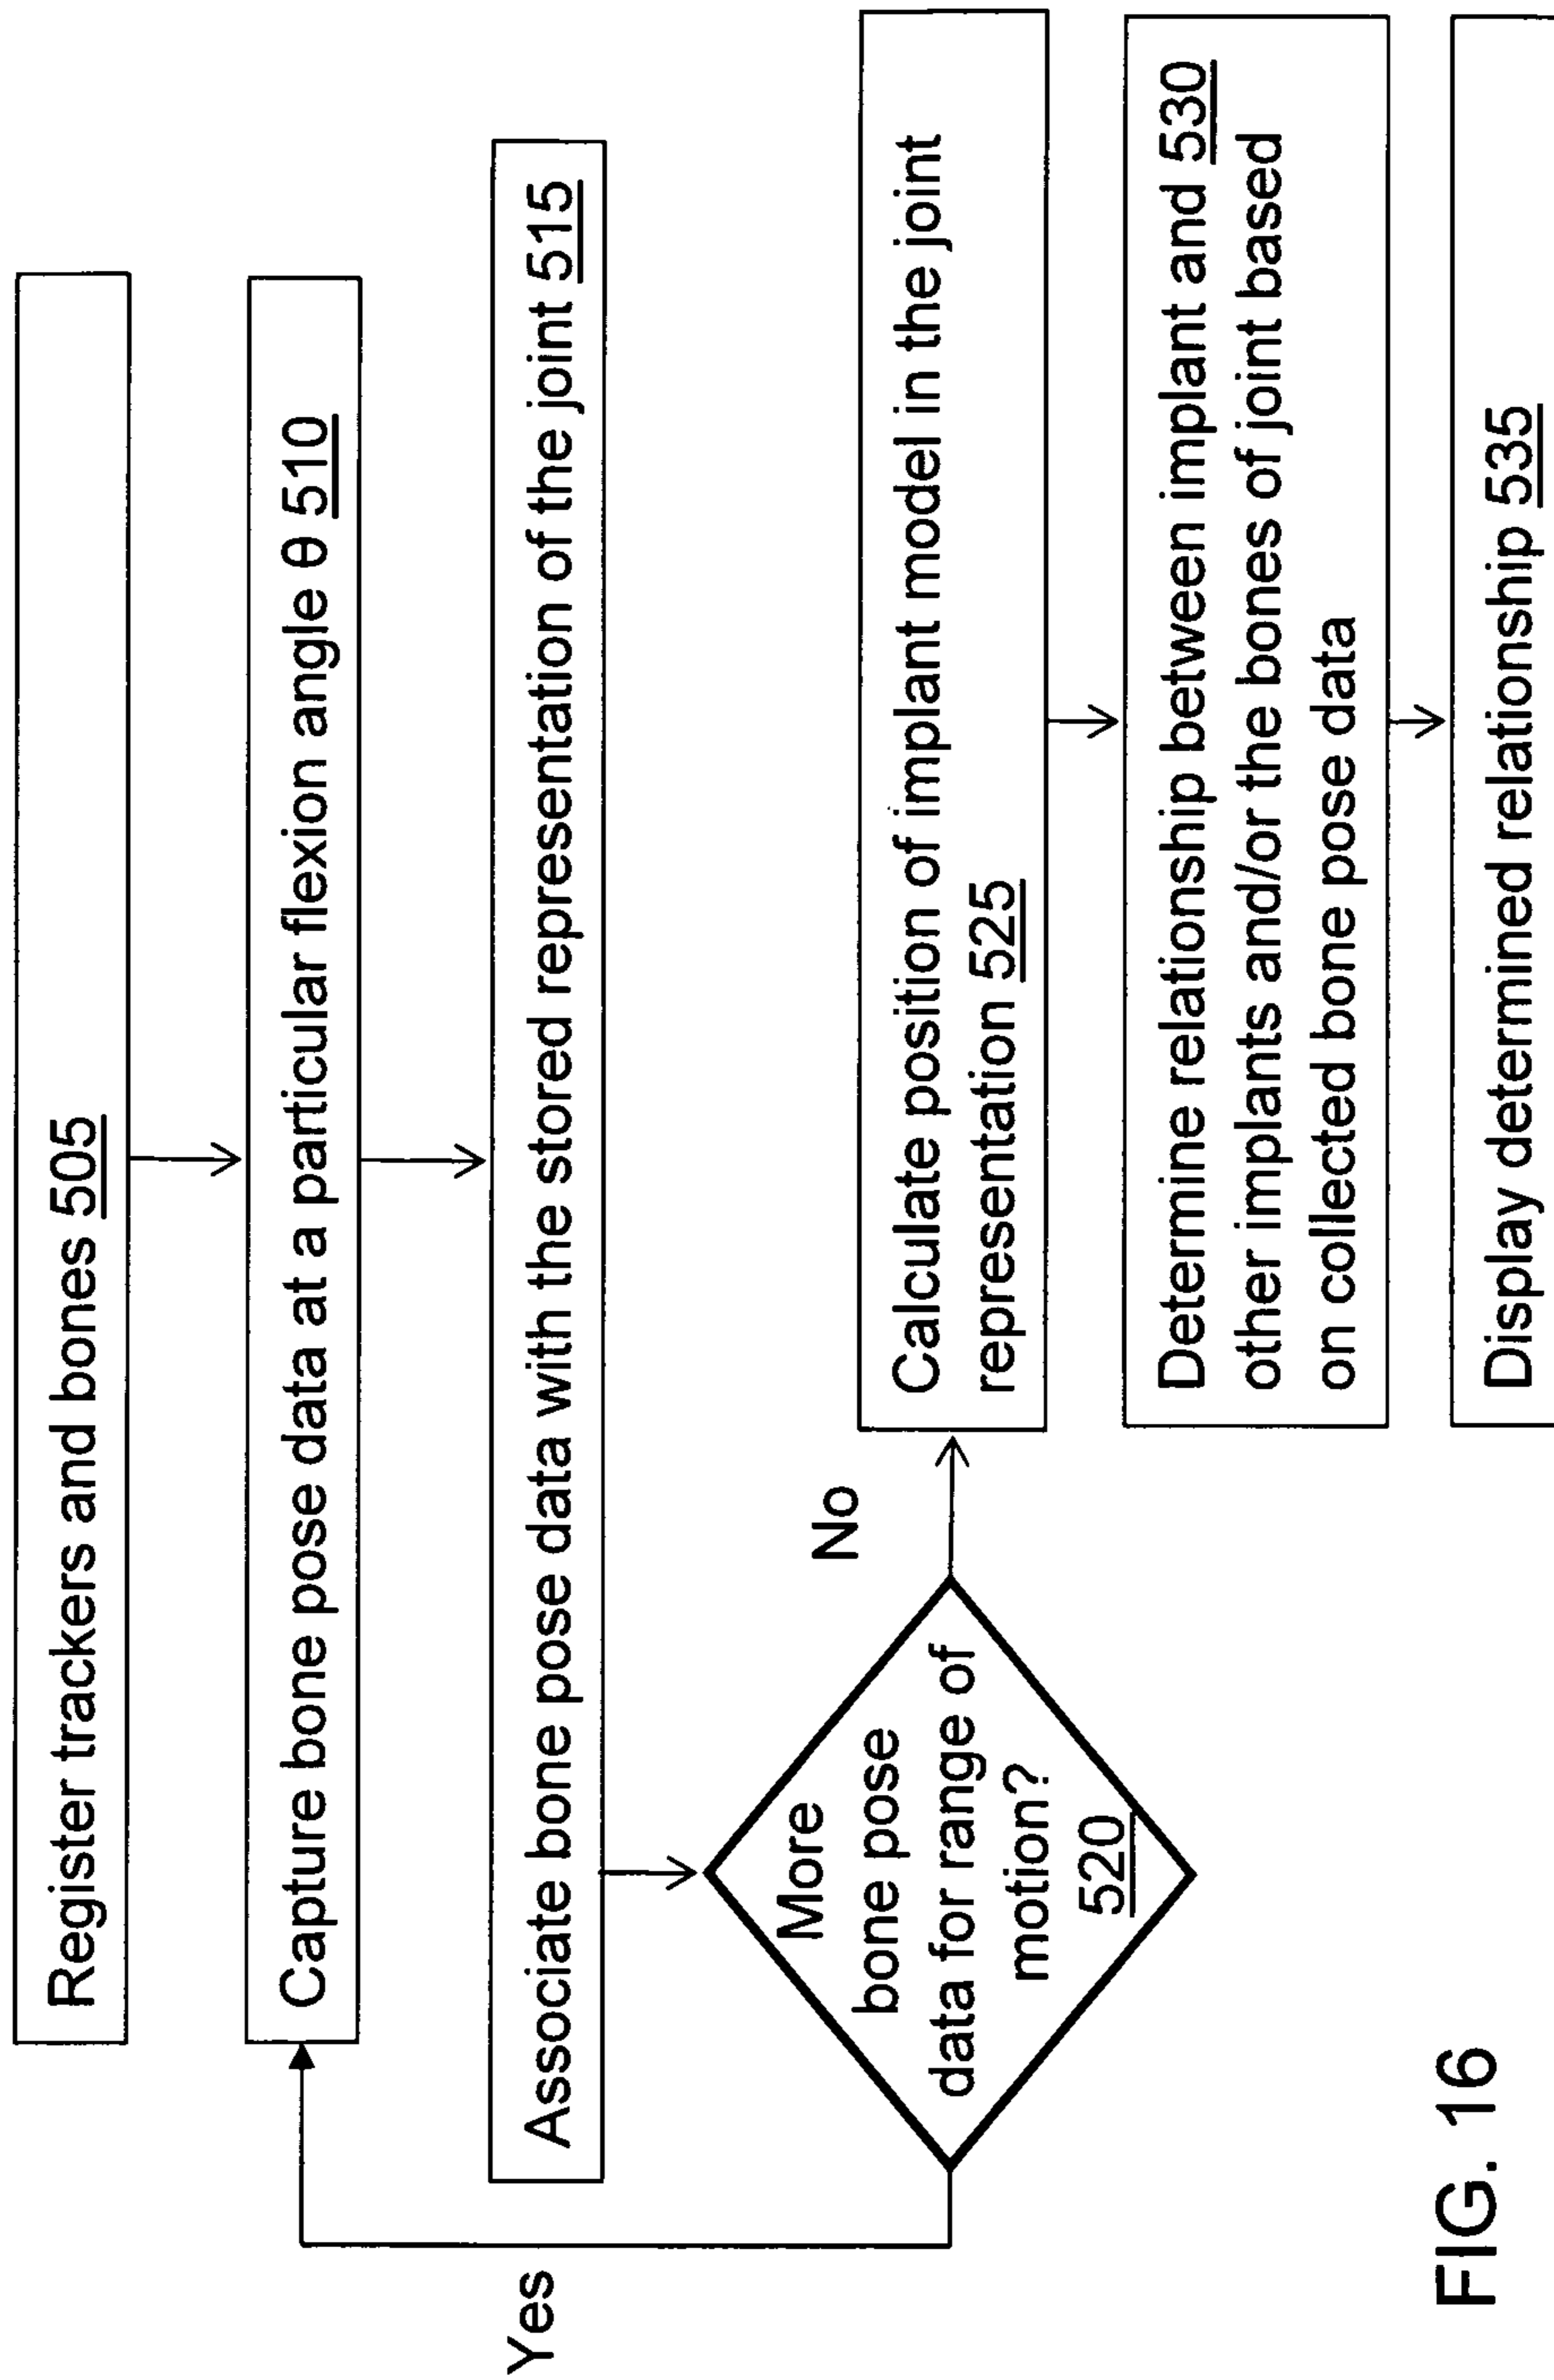 Register trackers and bones 505
Capture bone pose data at a particular flexion angle θ 510
Associate bone pose data with the stored representation of the joint 515
Yes
More
bone pose
data for range of
motion?
520
No
Calculate position of implant model in the joint
representation 525
Determine relationship between implant and 530
other implants and/or the bones of joint based
on collected bone pose data
Display determined relationship 535
FIG. 16